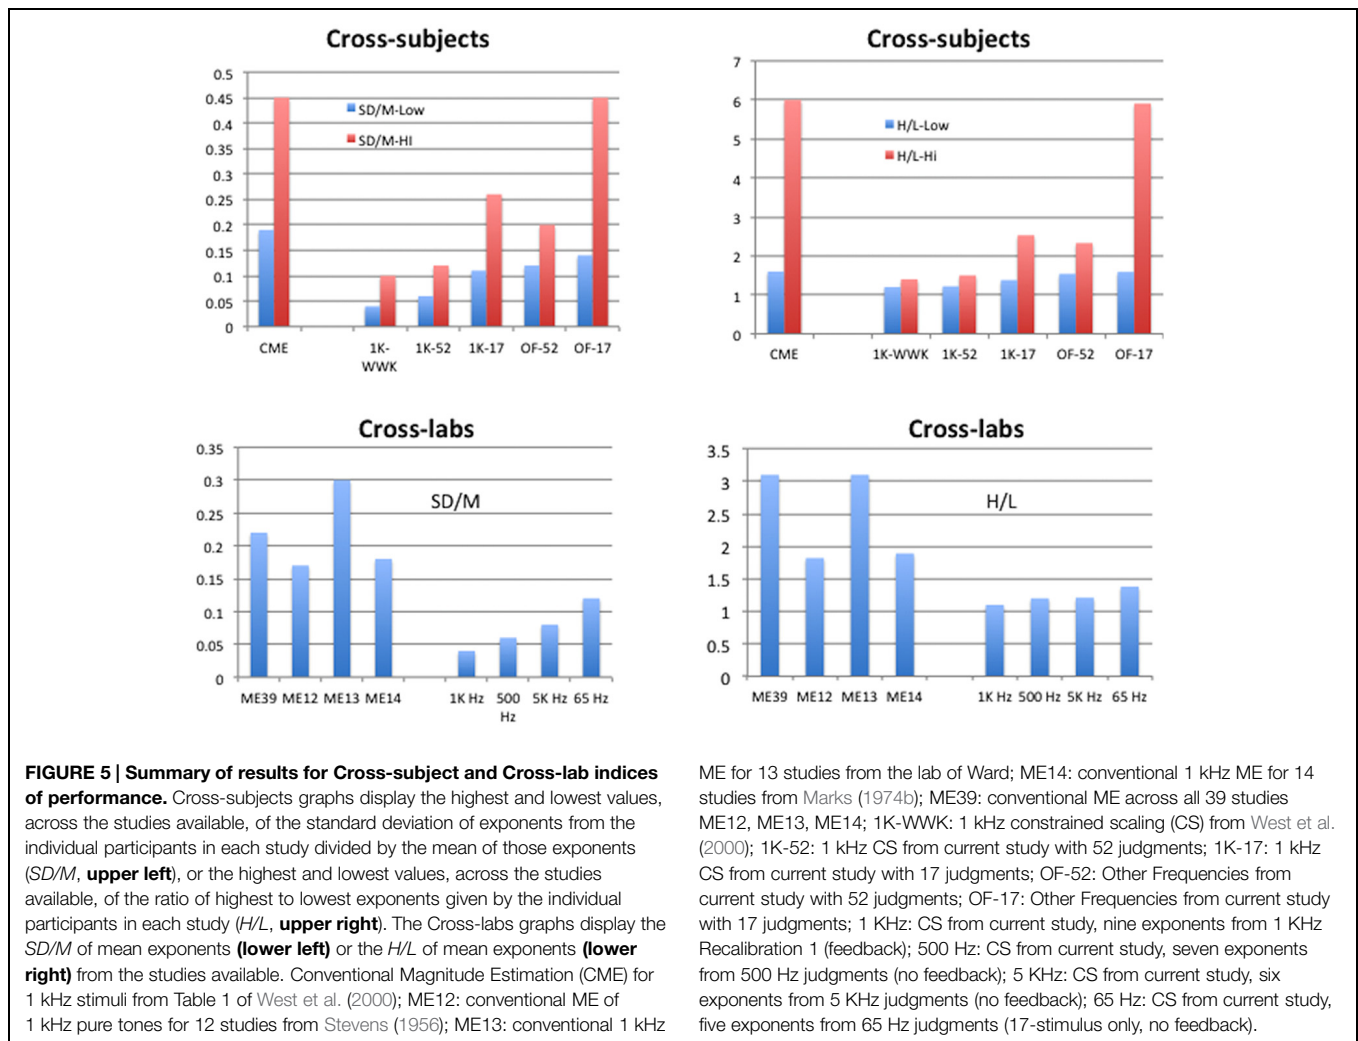 Cross-subjects
0.5
0.45
0.4
0.35
0.3
0.25
0.2
0.15
0.1
0.05
0
SD/M-Low
SD/M-HI
CME
1K-
WWK
1K-52
1K-17
OF-52
OF-17
Cross-subjects
7
6
5
4
3
2
1
0
H/L-Low
H/L-Hi
CME
1K-WWK
1K-52
1K-17
OF-52
OF-17
Cross-labs
0.35
0.3
0.25
0.2
0.15
0.1
0.05
0
SD/M
ME39
ME12
ME13
ME14
1K Hz
500
Hz
5K Hz
65 Hz
Cross-labs
3.5
3
2.5
2
1.5
1
0.5
0
H/L
ME39
ME12
ME13
ME14
1K Hz
500 Hz
5K Hz
65 Hz
FIGURE 5 | Summary of results for Cross-subject and Cross-lab indices
of performance. Cross-subjects graphs display the highest and lowest values,
across the studies available, of the standard deviation of exponents from the
individual participants in each study divided by the mean of those exponents
(SD/M, upper left), or the highest and lowest values, across the studies
available, of the ratio of highest to lowest exponents given by the individual
participants in each study (H/L, upper right). The Cross-labs graphs display the
SD/M of mean exponents (lower left) or the H/L of mean exponents (lower
right) from the studies available. Conventional Magnitude Estimation (CME) for
1 kHz stimuli from Table 1 of West et al. (2000); ME12: conventional ME of
1 kHz pure tones for 12 studies from Stevens (1956); ME13: conventional 1 kHz
ME for 13 studies from the lab of Ward; ME14: conventional 1 kHz ME for 14
studies from Marks (1974b); ME39: conventional ME across all 39 studies
ME12, ME13, ME14; 1K-WWK: 1 kHz constrained scaling (CS) from West et al.
(2000); 1K-52: 1 kHz CS from current study with 52 judgments; 1K-17: 1 kHz
CS from current study with 17 judgments; OF-52: Other Frequencies from
current study with 52 judgments; OF-17: Other Frequencies from current study
with 17 judgments; 1 KHz: CS from current study, nine exponents from 1 KHz
Recalibration 1 (feedback); 500 Hz: CS from current study, seven exponents
from 500 Hz judgments (no feedback); 5 KHz: CS from current study, six
exponents from 5 KHz judgments (no feedback); 65 Hz: CS from current study,
five exponents from 65 Hz judgments (17-stimulus only, no feedback).